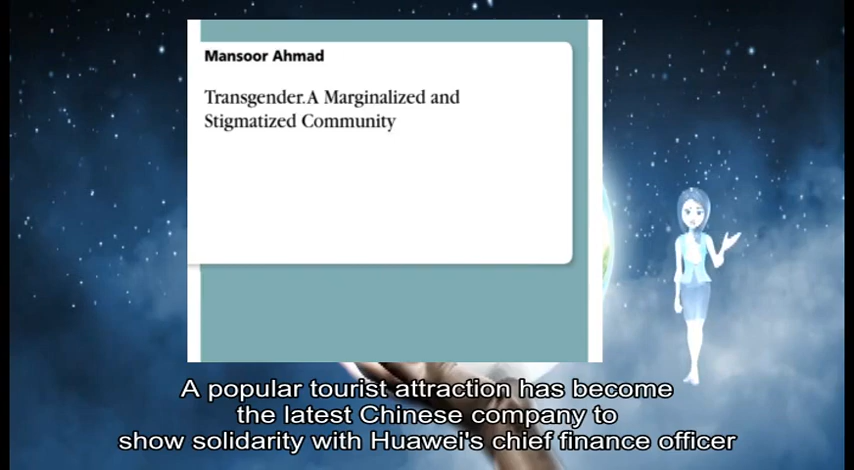 Mansoor Ahmad
Transgender. A Marginalized and
Stigmatized Community
A popular tourist attraction has become
the latest Chinese company to
show solidarity with Huawei's chief finance officer